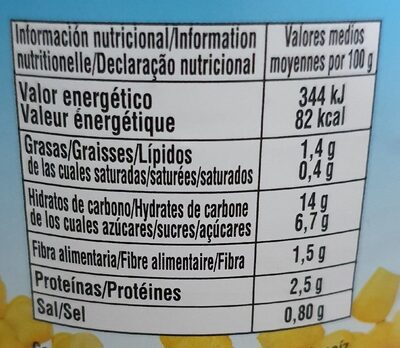 Información nutricional/Information Valores medios
nutritionelle/Declaração nutricional moyennes por 100 g
Valor energético 344 kJ
Valeur énergétique 82 kcal
Grasas/Graisses/Lípidos 1,4 g
de las cuales saturadas/saturées/saturados 0,4 g
Hidratos de carbono/Hydrates de carbone 14 g
de los cuales azúcares/sucres/açúcares 6,7 g
Fibra alimentaria/Fibre alimentaire/Fibra 1,5 g
Proteínas/Protéines 2,5 g
Sal/Sel 0,80 g